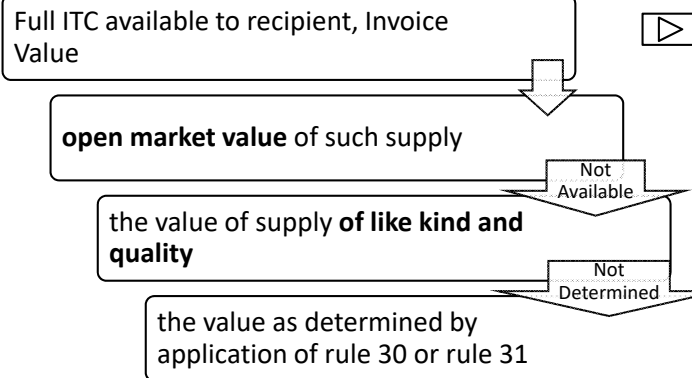 Full ITC available to recipient, Invoice
Value
open market value of such supply
Not
Available
the value of supply of like kind and
quality
Not
Determined
the value as determined by
application of rule 30 or rule 31